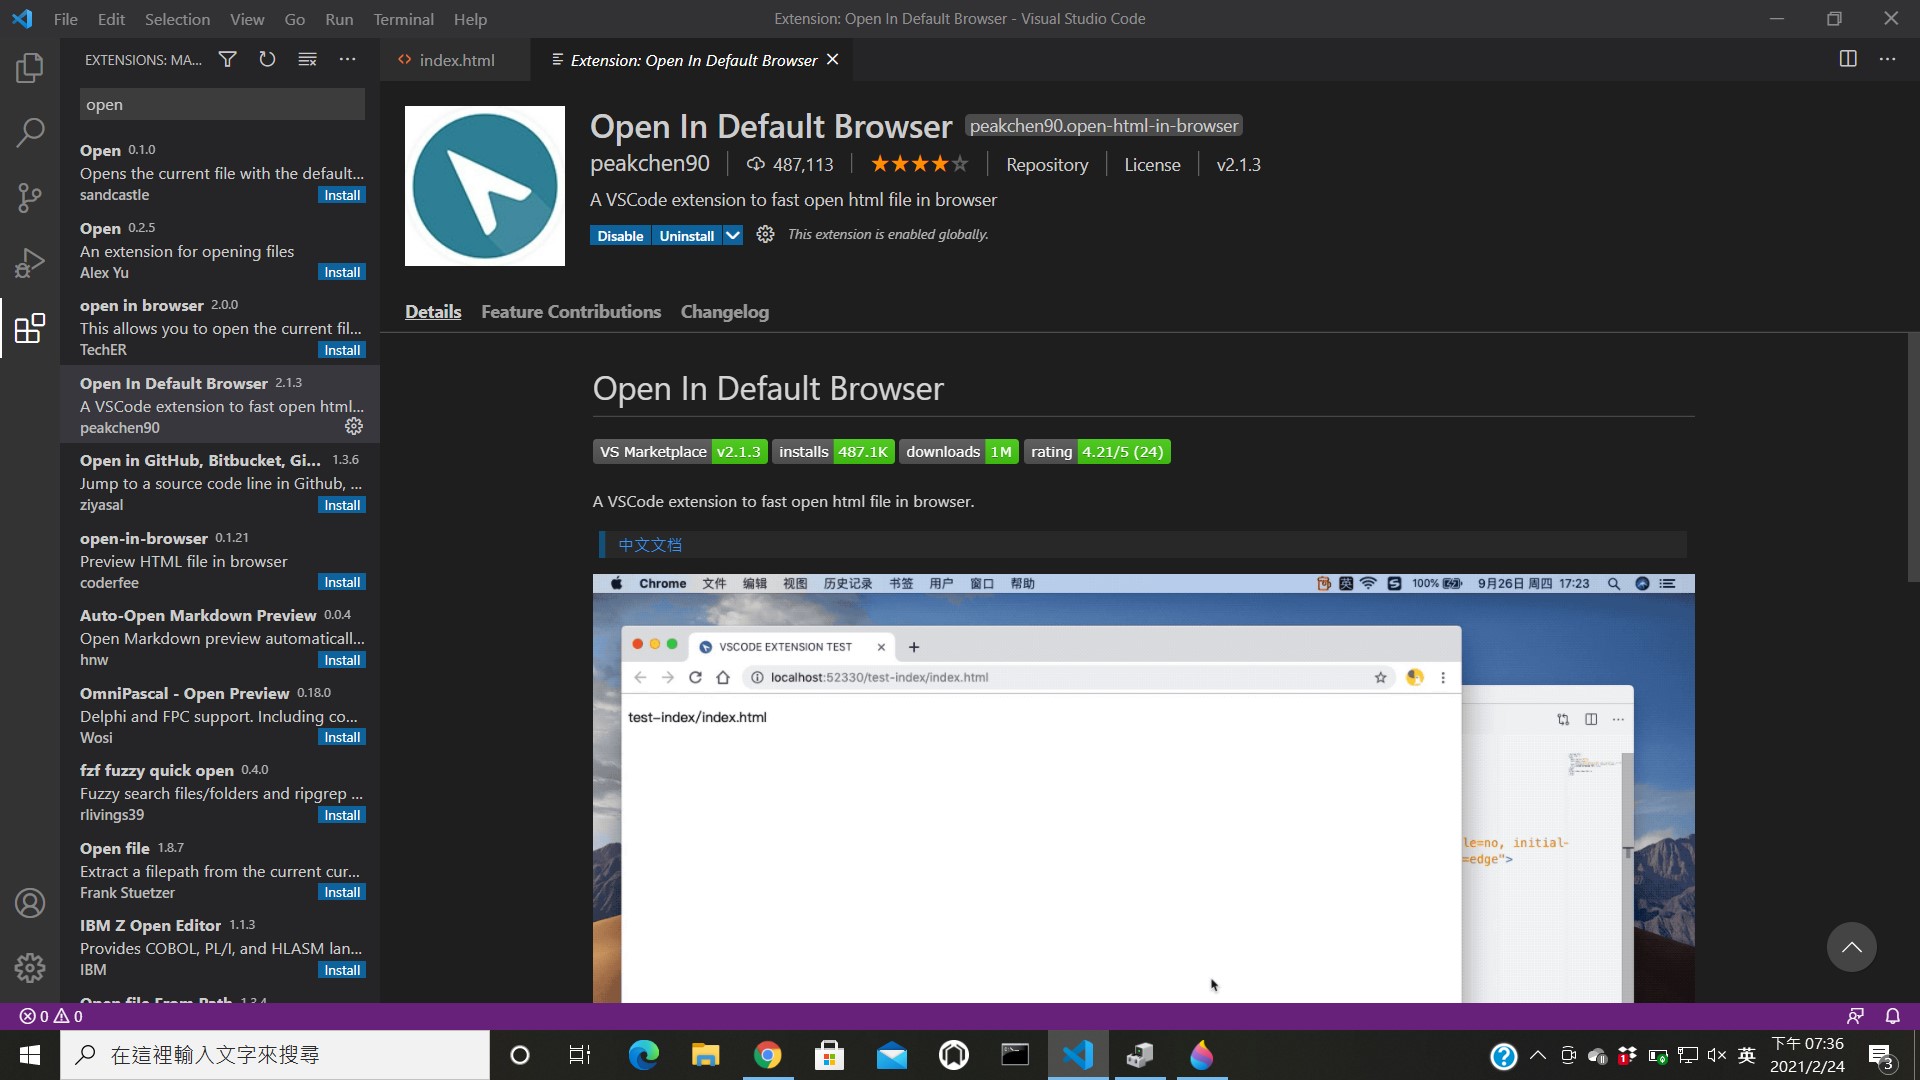 File Edit Selection View Go Run Terminal Help
Extension: Open In Default Browser - Visual Studio Code
EXTENSIONS: MA...
open
Open 0.1.0
Opens the current file with the default...
sandcastle
Install
Open 0.2.5
An extension for opening files
Alex Yu
Install
open in browser 2.0.0
This allows you to open the current fil...
TechER
Install
Open In Default Browser 2.1.3
A VSCode extension to fast open html...
peakchen90
Open in GitHub, Bitbucket, Gi... 1.3.6
Jump to a source code line in Github, ...
ziyasal
Install
open-in-browser 0.1.21
Preview HTML file in browser
coderfee
Install
Auto-Open Markdown Preview 0.0.4
Open Markdown preview automaticall...
hnw
Install
OmniPascal - Open Preview 0.18.0
Delphi and FPC support. Including co...
Wosi
Install
fzf fuzzy quick open 0.4.0
Fuzzy search files/folders and ripgrep ...
rlivings39
Install
Open file 1.8.7
Extract a filepath from the current cur...
Frank Stuetzer
Install
IBM Z Open Editor 1.1.3
Provides COBOL, PL/I, and HLASM lan...
IBM
Install
Open file From Path 1.3.4
index.html
Extension: Open In Default Browser
Open In Default Browser peakchen90.open-html-in-browser
peakchen90 487,113 Repository License v2.1.3
A VSCode extension to fast open html file in browser
Disable Uninstall This extension is enabled globally.
Details Feature Contributions Changelog
Open In Default Browser
VS Marketplace v2.1.3 installs 487.1K downloads 1M rating 4.21/5 (24)
A VSCode extension to fast open html file in browser.
中文文档
Chrome 文件 编辑 视图 历史记录 书签 用户 窗口 帮助 英 100% 9月26日 周四 17:23
VSCODE EXTENSION TEST
localhost:52330/test-index/index.html
test-index/index.html
le=no, initial-
=edge">
0 0
在這裡輸入文字來搜尋
1
英
下午 07:36
2021/2/24
3